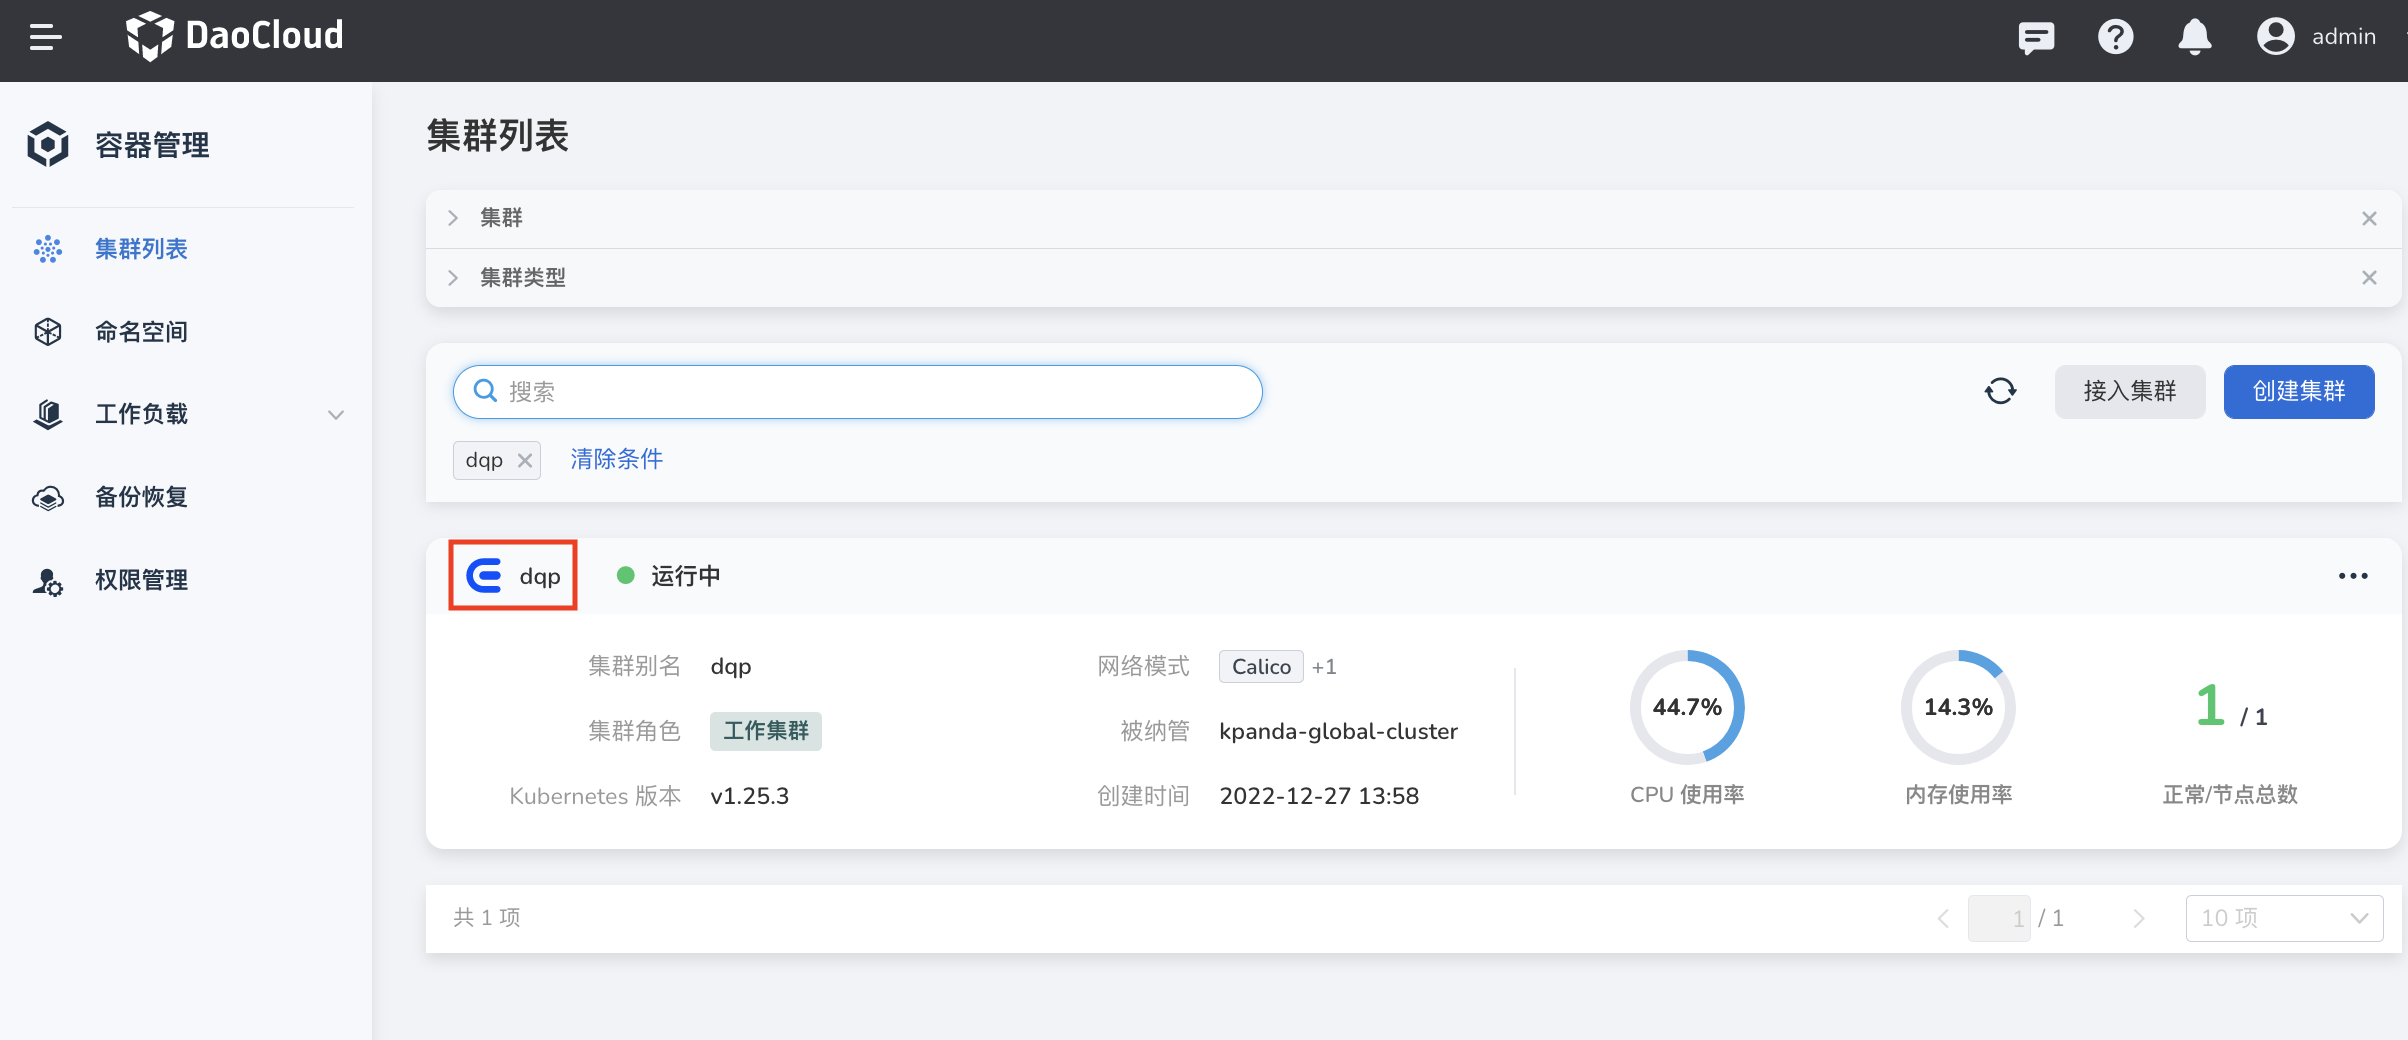 DaoCloud
admin
容器管理
集群列表
命名空间
工作负载
备份恢复
权限管理
集群列表
集群
集群类型
搜索
接入集群
创建集群
dqp
清除条件
dqp 运行中
集群别名 dqp
网络模式 Calico +1
集群角色 工作集群
被纳管 kpanda-global-cluster
Kubernetes 版本 v1.25.3
创建时间 2022-12-27 13:58
44.7%
CPU 使用率
14.3%
内存使用率
1 / 1
正常/节点总数
共 1 项
1 / 1
10 项